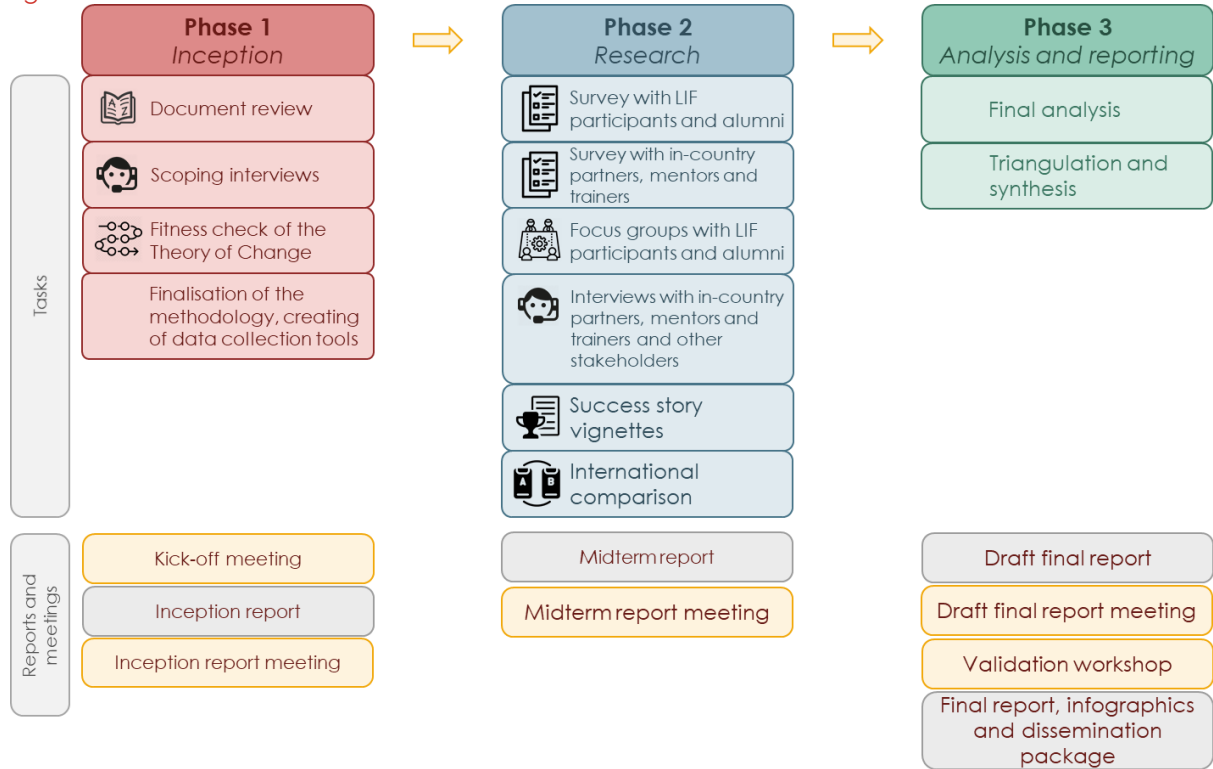 Phase 1
Inception
Phase 2
Research
Phase 3
Analysis and reporting
Tasks
Document review
Scoping interviews
Fitness check of the
Theory of Change
Finalisation of the
methodology, creating
of data collection tools
Survey with LIF
participants and alumni
Survey with in-country
partners, mentors and
trainers
Focus groups with LIF
participants and alumni
Interviews with in-country
partners, mentors and
trainers and other
stakeholders
Success story
vignettes
A B
International
comparison
Final analysis
Triangulation and
synthesis
Reports and
meetings
Kick-off meeting
Inception report
Inception report meeting
Midterm report
Midterm report meeting
Draft final report
Draft final report meeting
Validation workshop
Final report, infographics
and dissemination
package